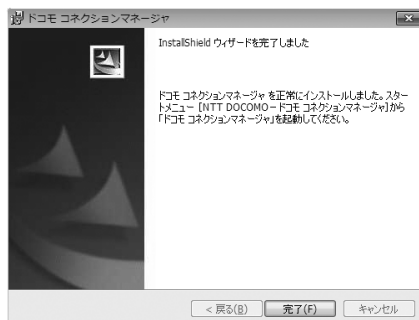 ドコモ コネクションマネージャ
InstallShield ウィザードを完了しました
ドコモ コネクションマネージャ を正常にインストールしました。スター
トメニュー [NTT DOCOMO－ドコモ コネクションマネージャ]から
「ドコモ コネクションマネージャ」を起動してください。
< 戻る(B) 完了(F) キャンセル